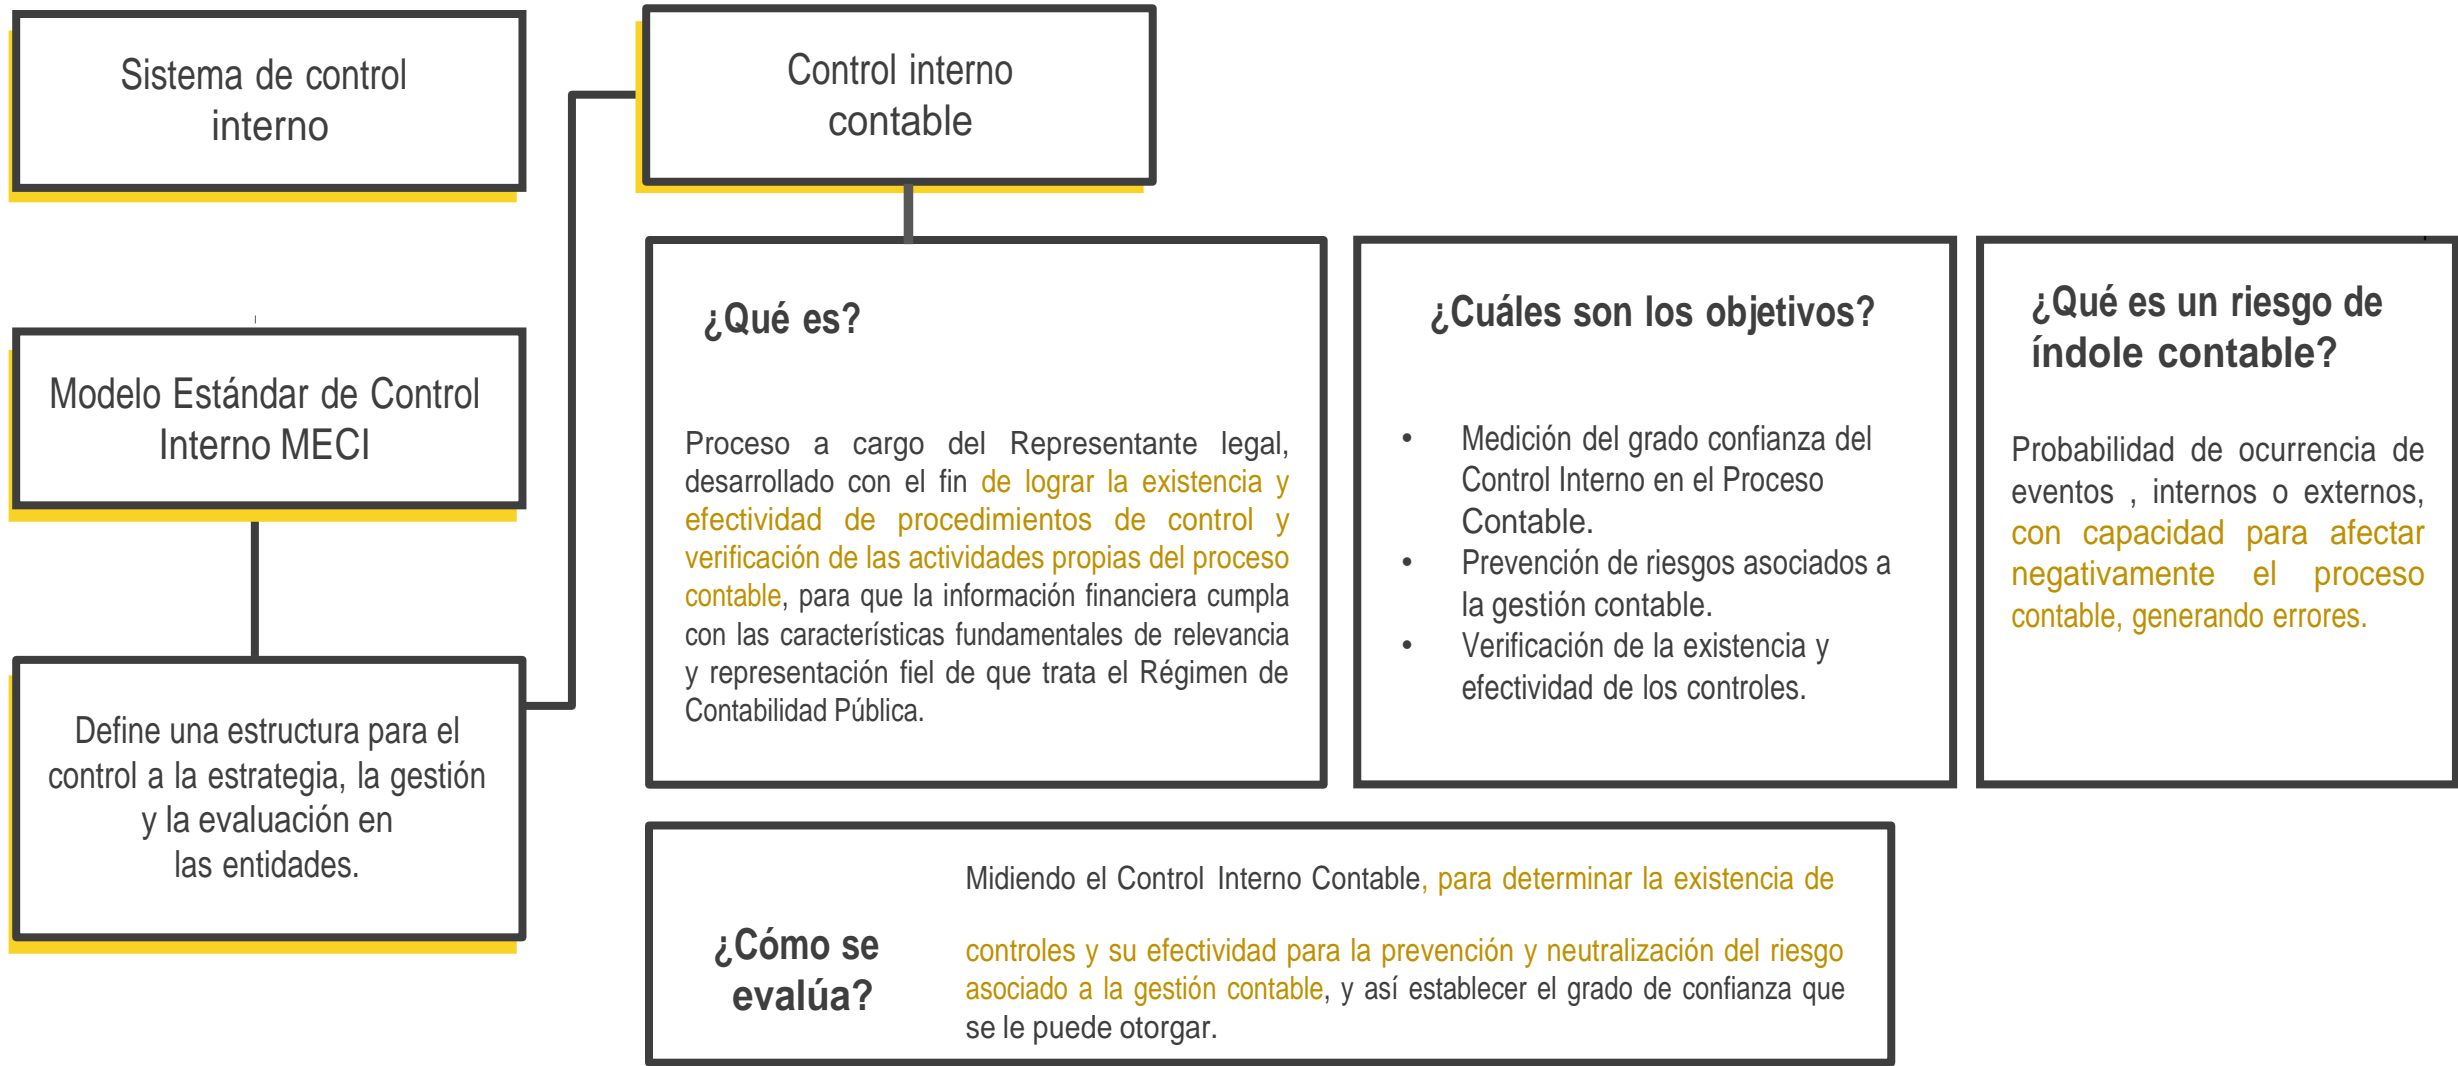 Sistema de control
interno
Modelo Estándar de Control
Interno MECI
Define una estructura para el
control a la estrategia, la gestión
y la evaluación en
las entidades.
Control interno
contable
¿Qué es?
Proceso a cargo del Representante legal,
desarrollado con el fin de lograr la existencia y
efectividad de procedimientos de control y
verificación de las actividades propias del proceso
contable, para que la información financiera cumpla
con las características fundamentales de relevancia
y representación fiel de que trata el Régimen de
Contabilidad Pública.
¿Cuáles son los objetivos?
• Medición del grado confianza del
Control Interno en el Proceso
Contable.
• Prevención de riesgos asociados a
la gestión contable.
• Verificación de la existencia y
efectividad de los controles.
¿Qué es un riesgo de
índole contable?
Probabilidad de ocurrencia de
eventos , internos o externos,
con capacidad para afectar
negativamente el proceso
contable, generando errores.
¿Cómo se
evalúa?
Midiendo el Control Interno Contable, para determinar la existencia de
controles y su efectividad para la prevención y neutralización del riesgo
asociado a la gestión contable, y así establecer el grado de confianza que
se le puede otorgar.